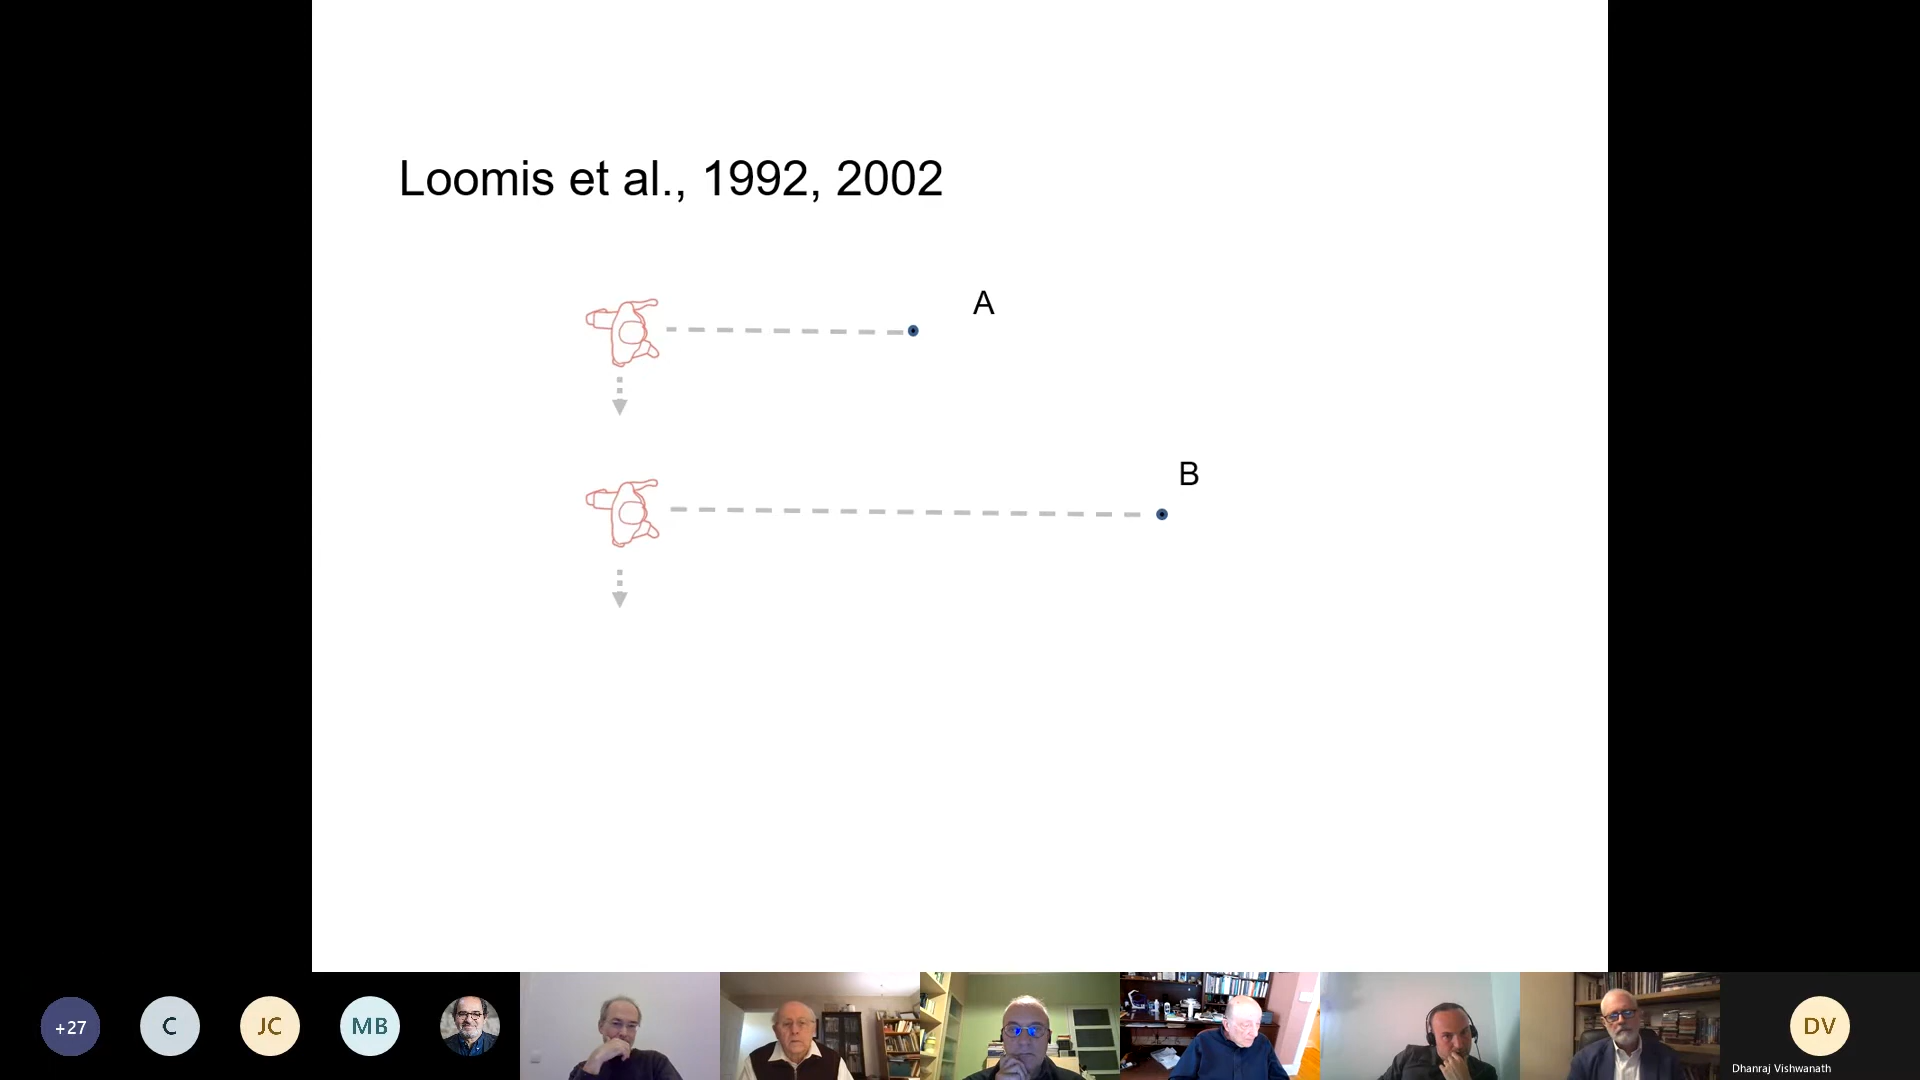 Loomis et al., 1992, 2002
A
B
+27
C
JC
MB
DV
Dhanraj Vishwanath